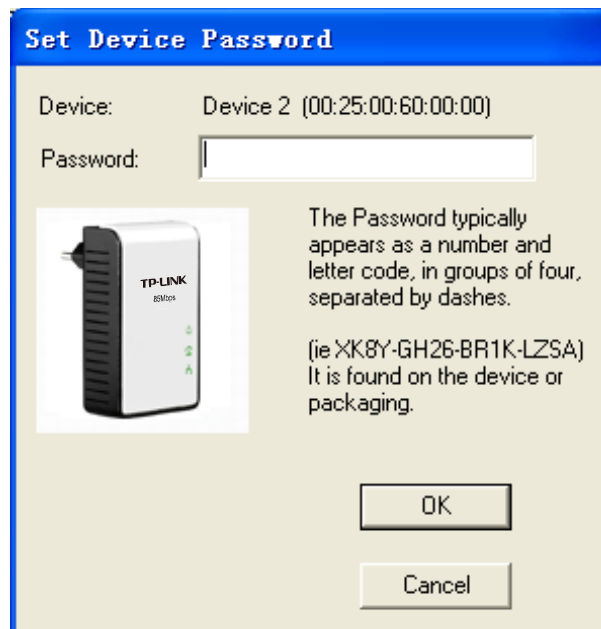 Set Device Password
Device: Device 2 (00:25:00:60:00:00)
Password:
The Password typically
appears as a number and
letter code, in groups of four,
separated by dashes.
(ie XK8Y-GH26-BR1K-LZSA)
It is found on the device or
packaging.
TP-LINK
85Mbps
OK
Cancel